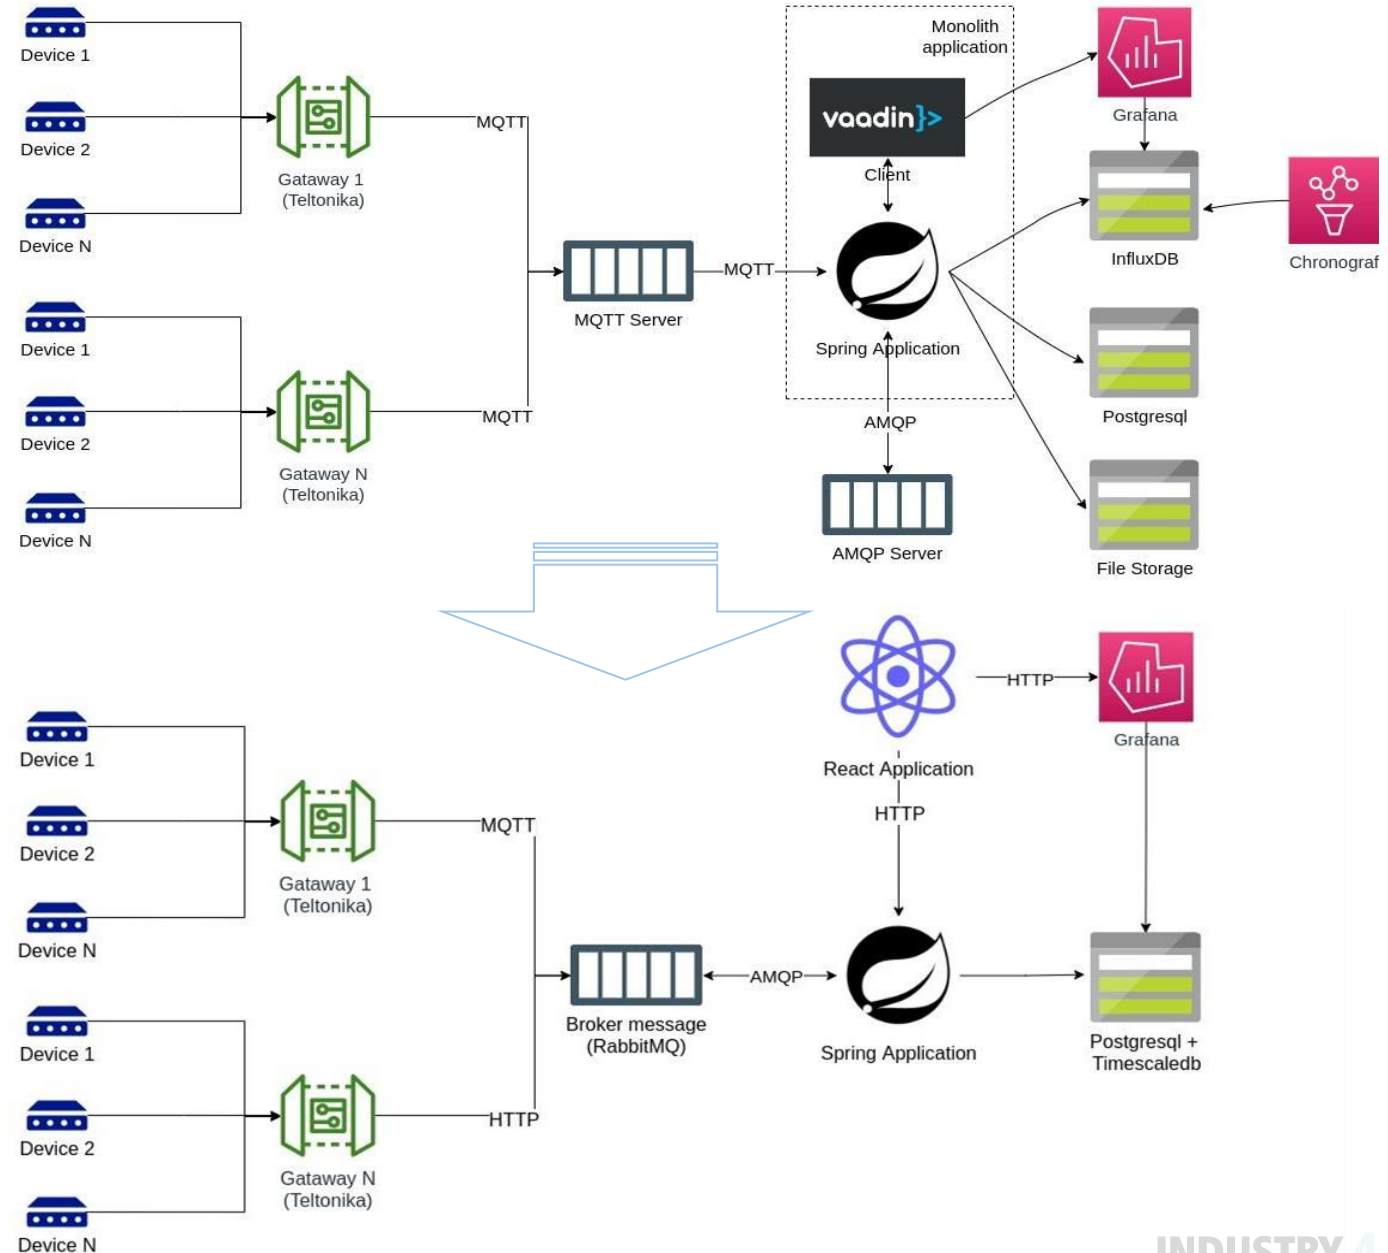 Device 1
Device 2
Device N
Gataway 1
(Teltonika)
MQTT
Device 1
Device 2
Device N
Gataway N
(Teltonika)
MQTT
MQTT Server
MQTT
Monolith
application
vaadin}>
Client
Spring Application
AMQP
AMQP Server
Grafana
InfluxDB
Chronograf
Postgresql
File Storage
React Application
HTTP
Grafana
HTTP
Device 1
Device 2
Device N
Gataway 1
(Teltonika)
MQTT
Device 1
Device 2
Device N
Gataway N
(Teltonika)
HTTP
Broker message
(RabbitMQ)
AMQP
Spring Application
Postgresql +
Timescaledb
INDUSTRY 4